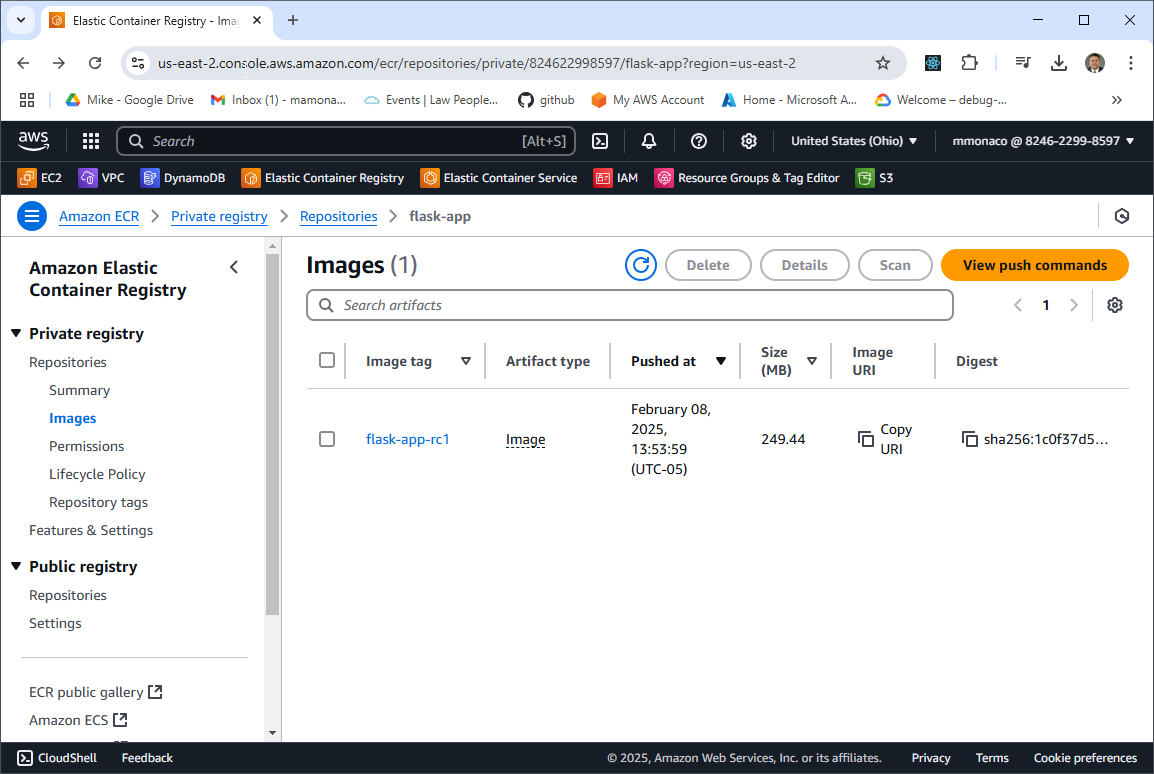 Elastic Container Registry - Ima
us-east-2.console.aws.amazon.com/ecr/repositories/private/824622998597/flask-app?region=us-east-2
Mike - Google Drive
Inbox (1) - mamona...
Events | Law People...
github
My AWS Account
Home - Microsoft A...
Welcome – debug-...
aws
Search
[Alt+S]
United States (Ohio)
mmonaco @ 8246-2299-8597
EC2
VPC
DynamoDB
Elastic Container Registry
Elastic Container Service
IAM
Resource Groups & Tag Editor
S3
Amazon ECR
Private registry
Repositories
flask-app
Amazon Elastic
Container Registry
Private registry
Repositories
Summary
Images
Permissions
Lifecycle Policy
Repository tags
Features & Settings
Public registry
Repositories
Settings
ECR public gallery
Amazon ECS
Images (1)
Delete
Details
Scan
View push commands
Search artifacts
1
Image tag
Artifact type
Pushed at
Size
(MB)
Image
URI
Digest
flask-app-rc1
Image
February 08,
2025,
13:53:59
(UTC-05)
249.44
Copy
URI
sha256:1c0f37d5...
CloudShell
Feedback
© 2025, Amazon Web Services, Inc. or its affiliates.
Privacy
Terms
Cookie preferences